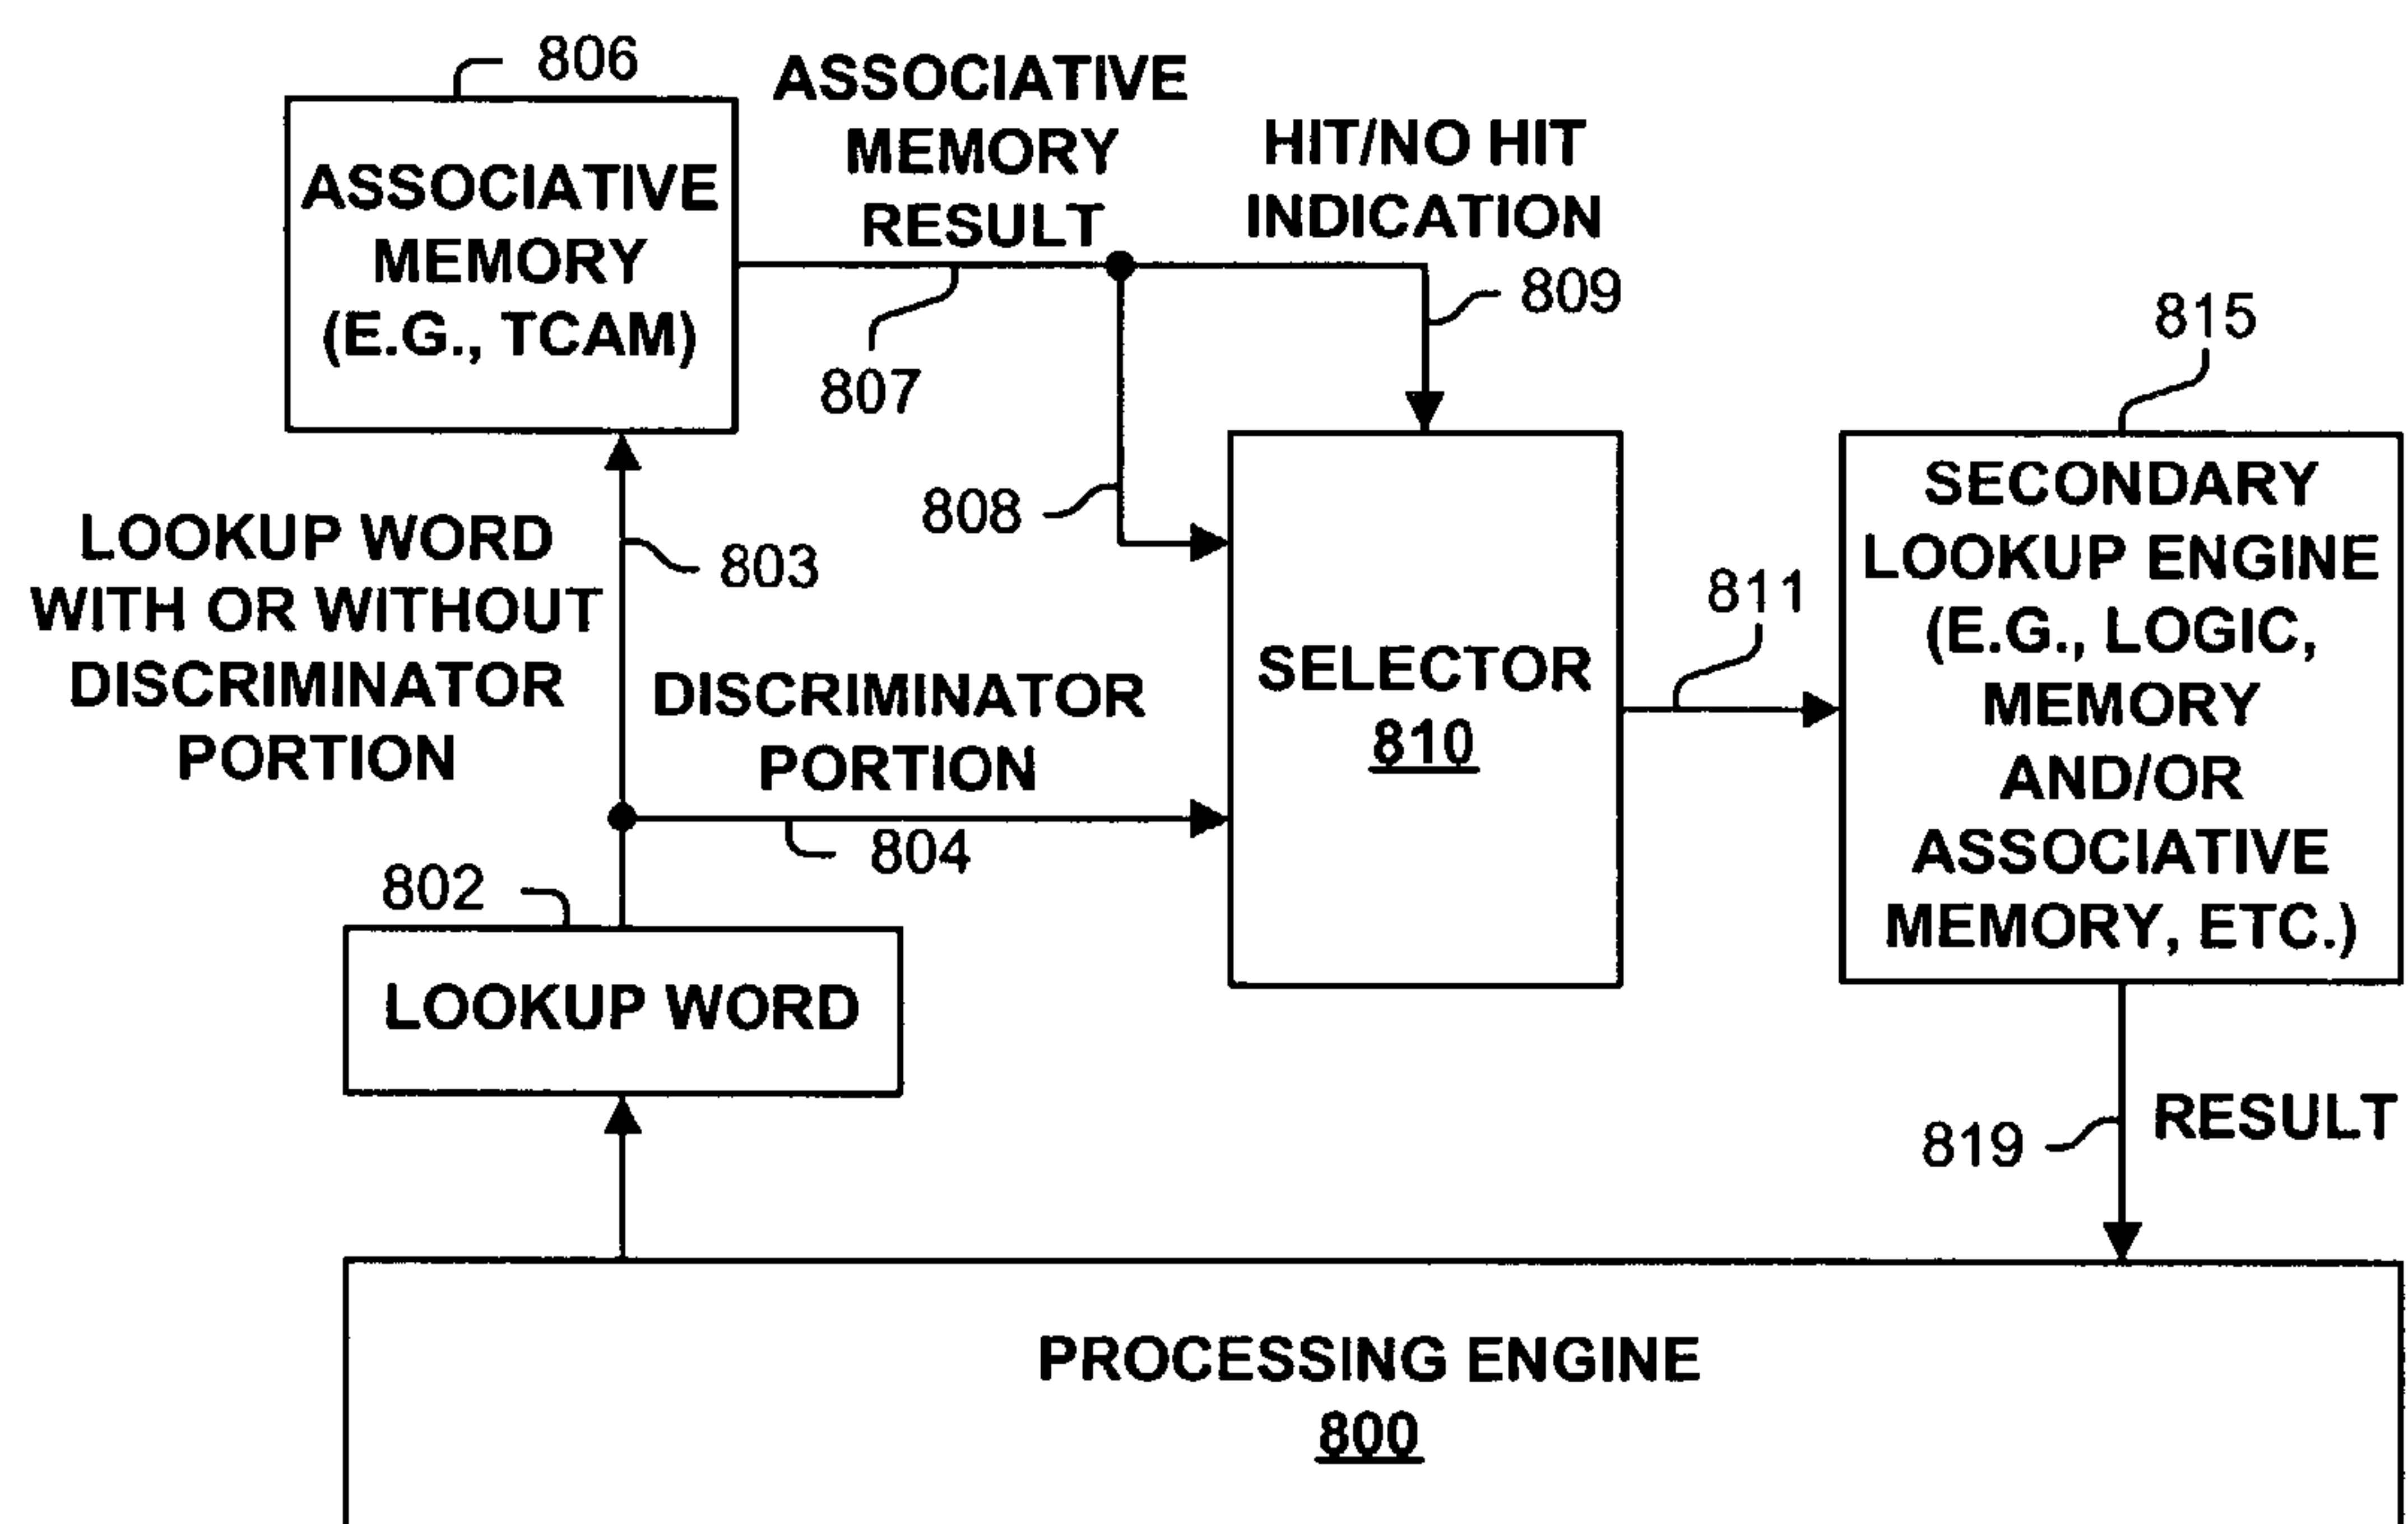 806
ASSOCIATIVE
MEMORY
(E.G., TCAM)
ASSOCIATIVE
MEMORY
RESULT
HIT/NO HIT
INDICATION
809
807
815
808
LOOKUP WORD
WITH OR WITHOUT
DISCRIMINATOR
PORTION
803
DISCRIMINATOR
PORTION
804
SELECTOR
810
811
SECONDARY
LOOKUP ENGINE
(E.G., LOGIC,
MEMORY
AND/OR
ASSOCIATIVE
MEMORY, ETC.)
802
LOOKUP WORD
819
RESULT
PROCESSING ENGINE
800